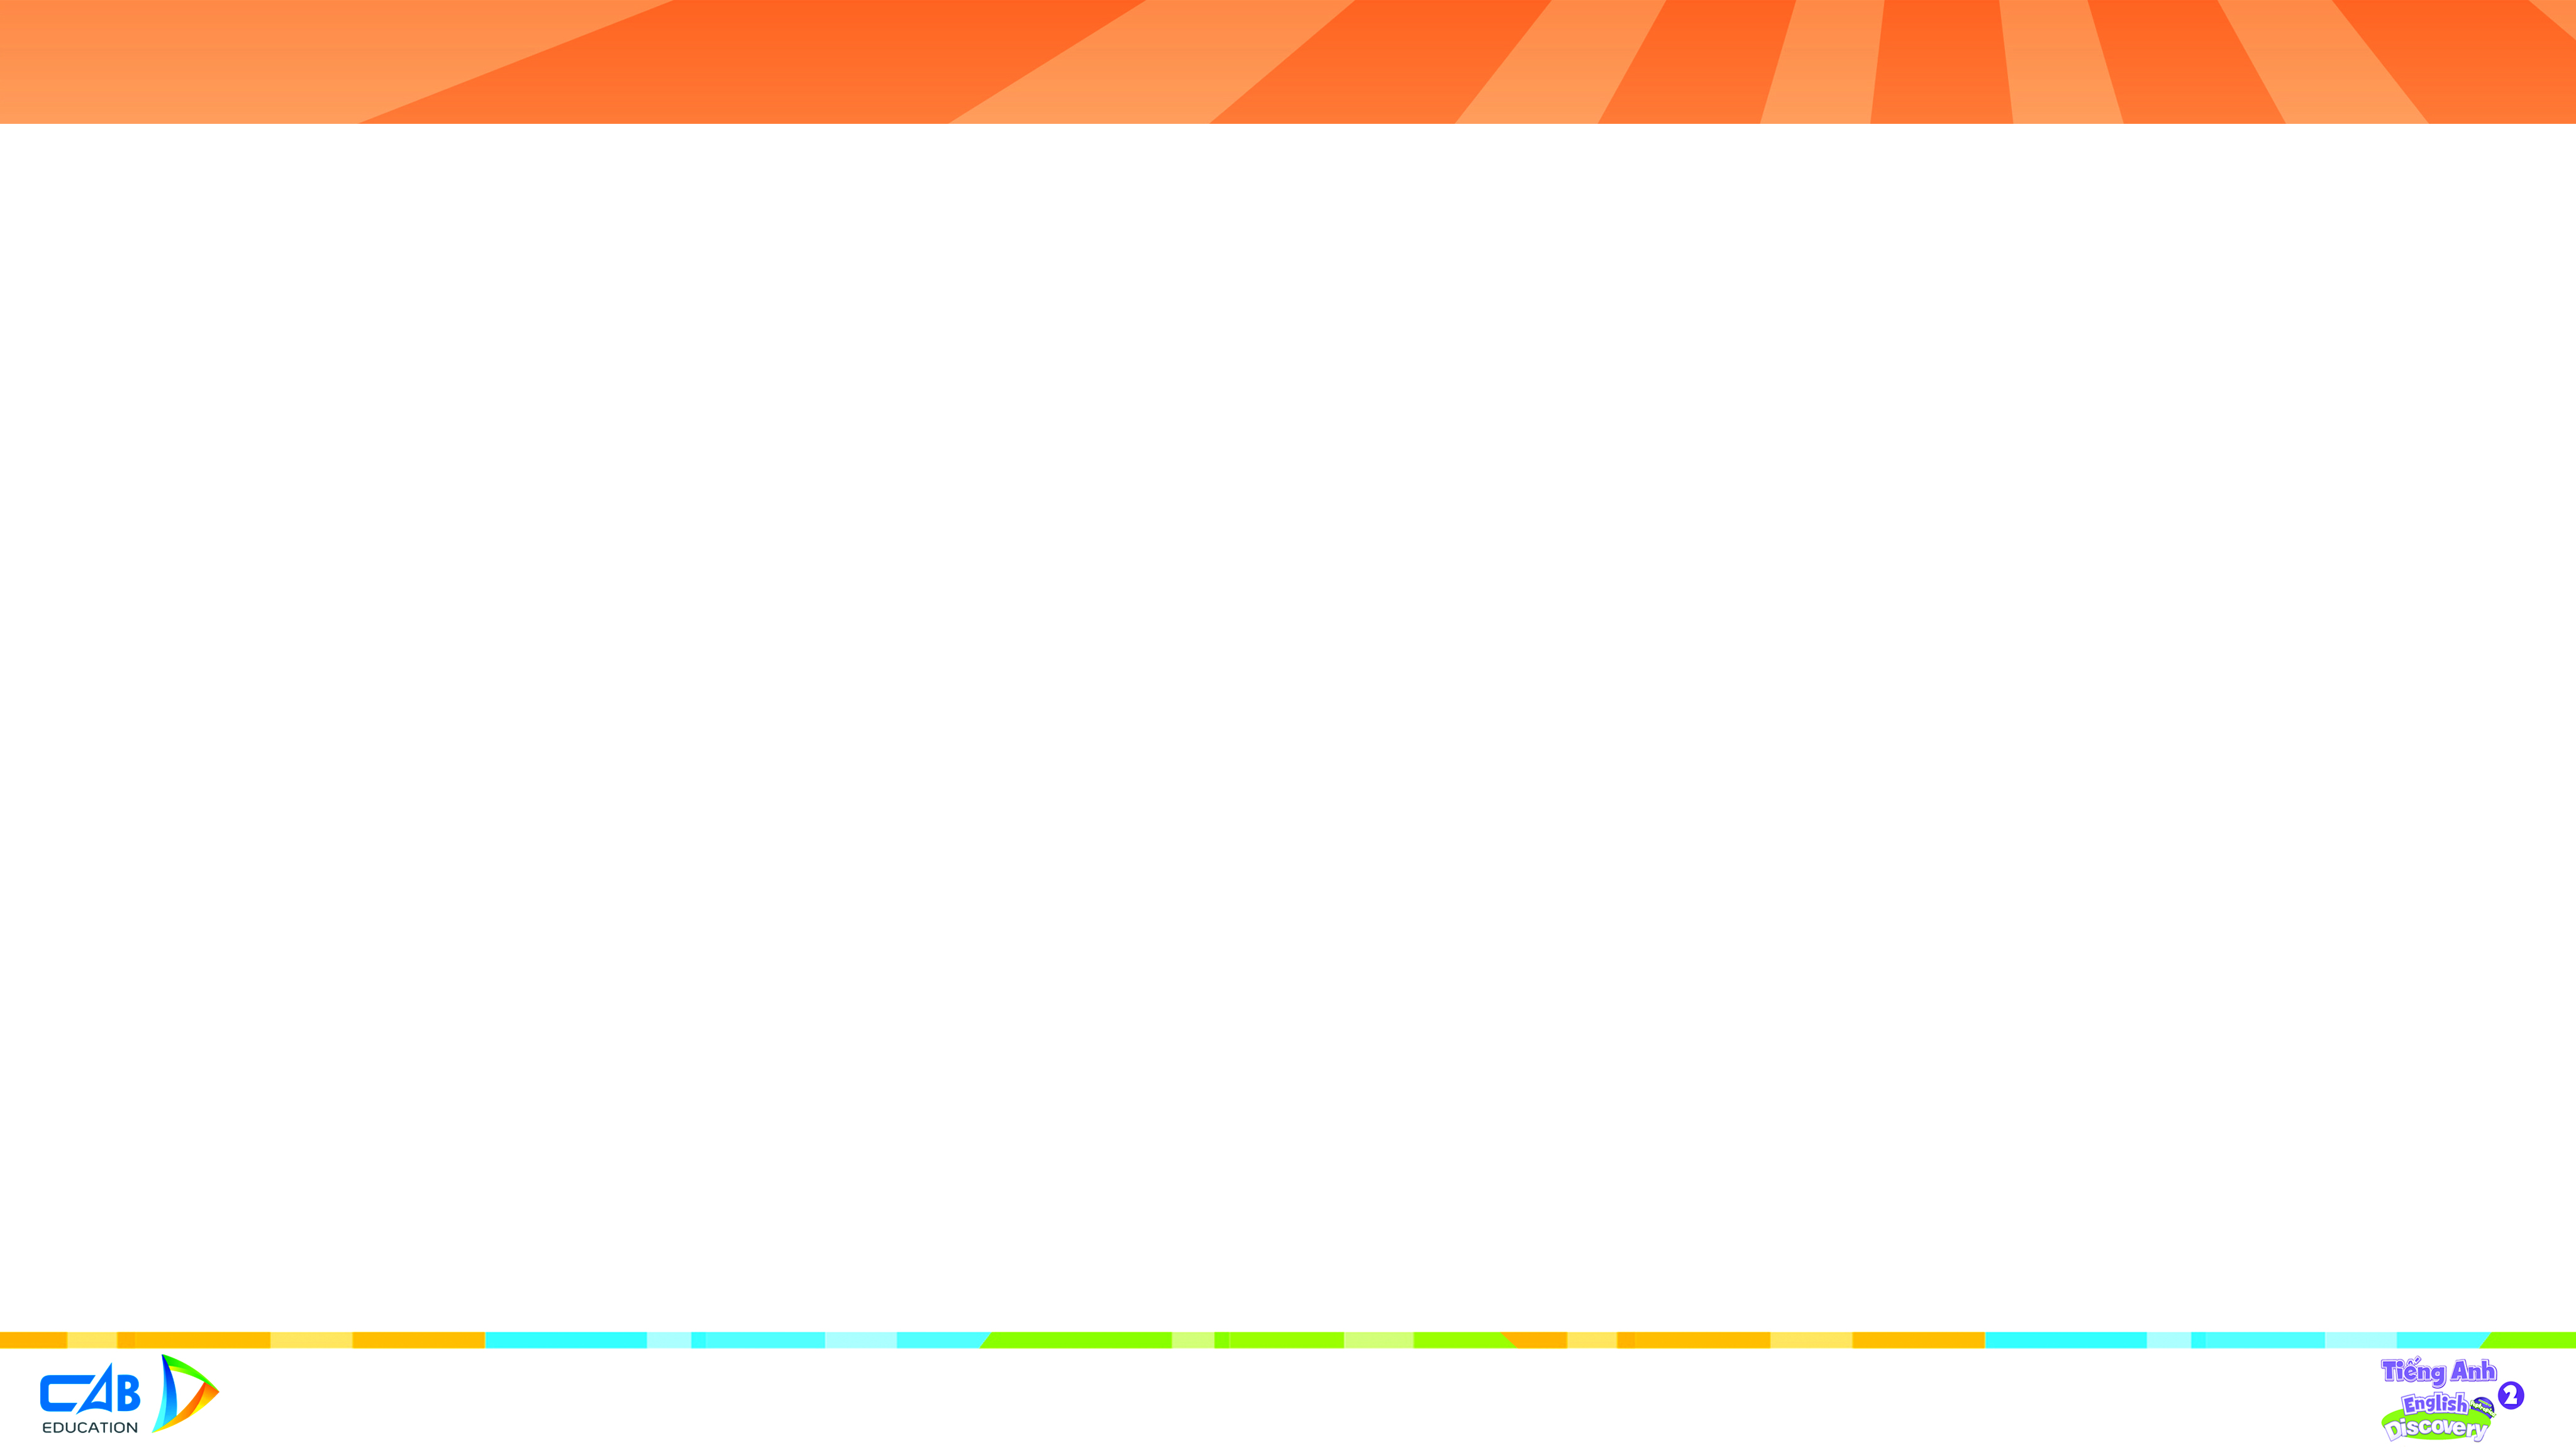 CAB
EDUCATION
Tiếng Anh
2
English
Discovery